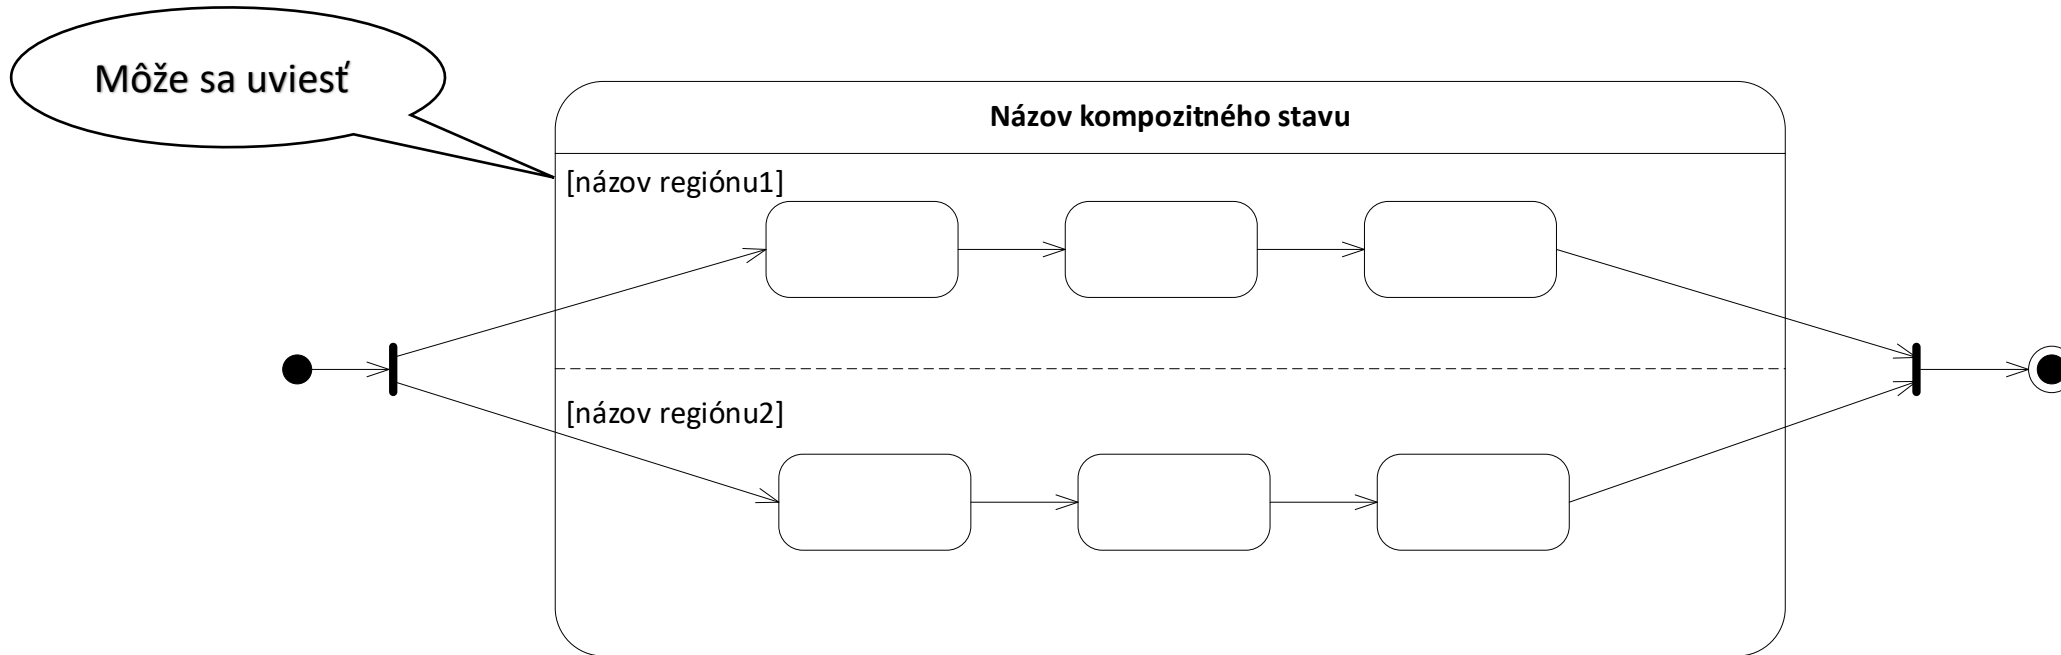 Môže sa uviesť
Názov kompozitného stavu
[názov regiónu1]
[názov regiónu2]